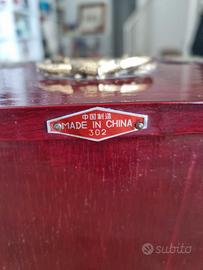 中国制造
MADE IN CHINA
302
subito